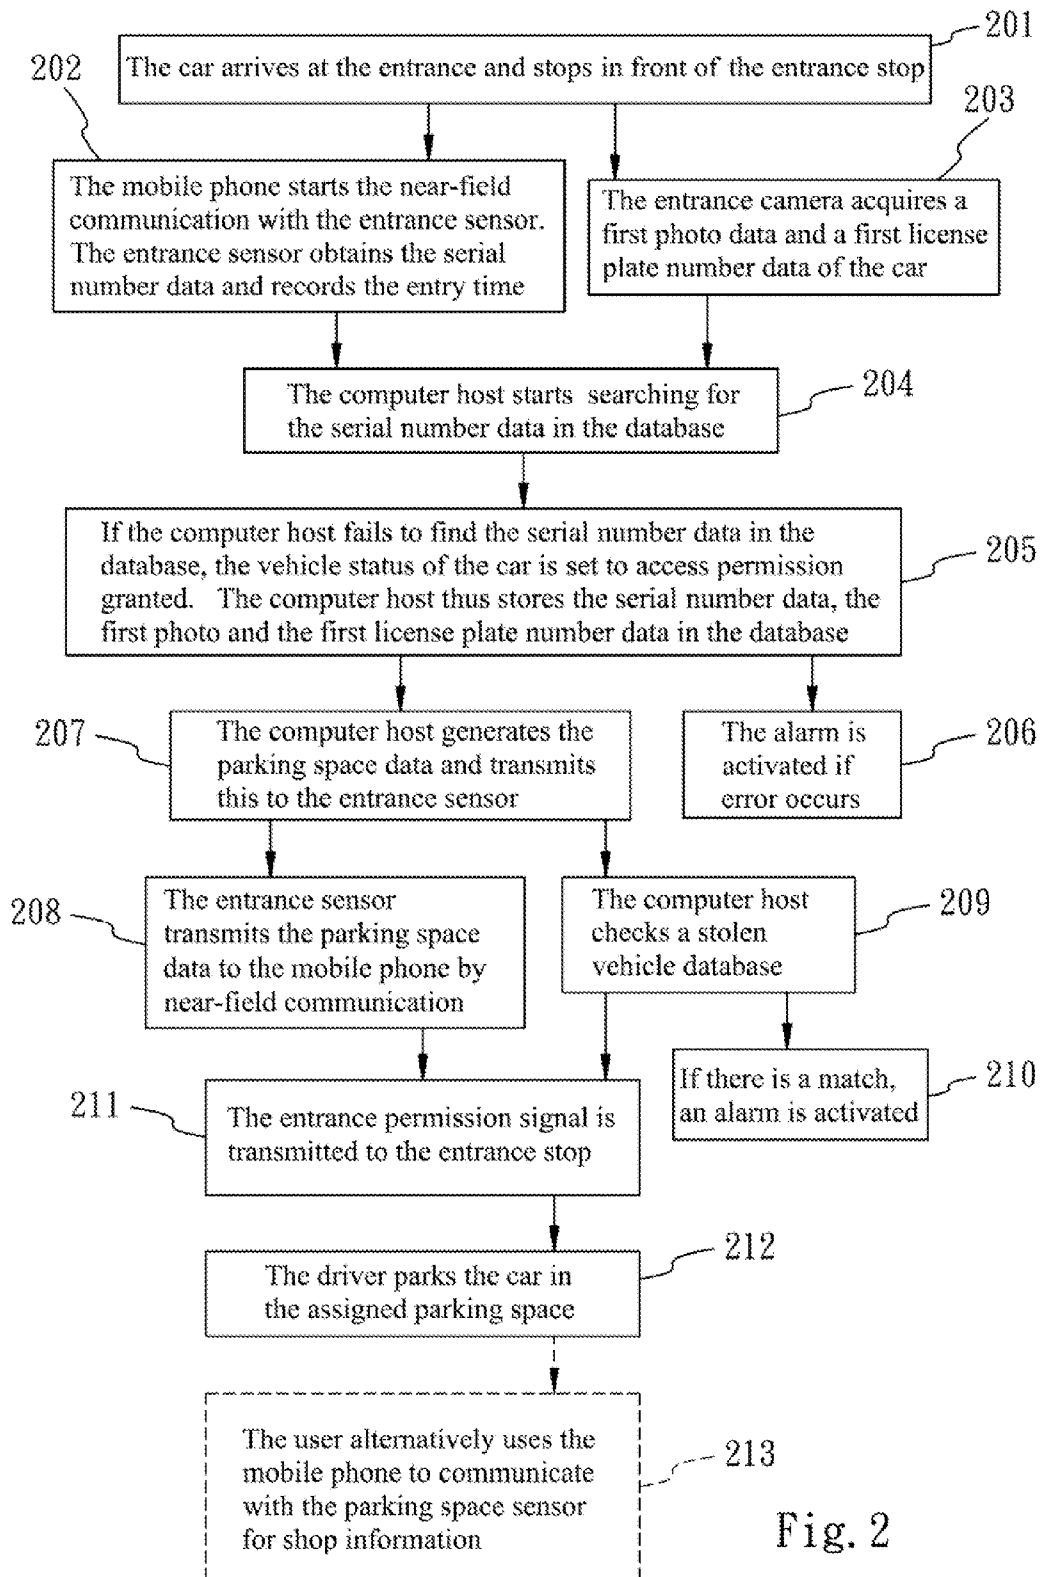 201
The car arrives at the entrance and stops in front of the entrance stop
202
The mobile phone starts the near-field
communication with the entrance sensor.
The entrance sensor obtains the serial
number data and records the entry time
203
The entrance camera acquires a
first photo data and a first license
plate number data of the car
204
The computer host starts searching for
the serial number data in the database
205
If the computer host fails to find the serial number data in the
database, the vehicle status of the car is set to access permission
granted. The computer host thus stores the serial number data, the
first photo and the first license plate number data in the database
207
The computer host generates the
parking space data and transmits
this to the entrance sensor
206
The alarm is
activated if
error occurs
208
The entrance sensor
transmits the parking space
data to the mobile phone by
near-field communication
209
The computer host
checks a stolen
vehicle database
210
If there is a match,
an alarm is activated
211
The entrance permission signal is
transmitted to the entrance stop
212
The driver parks the car in
the assigned parking space
213
The user alternatively uses the
mobile phone to communicate
with the parking space sensor
for shop information
Fig. 2